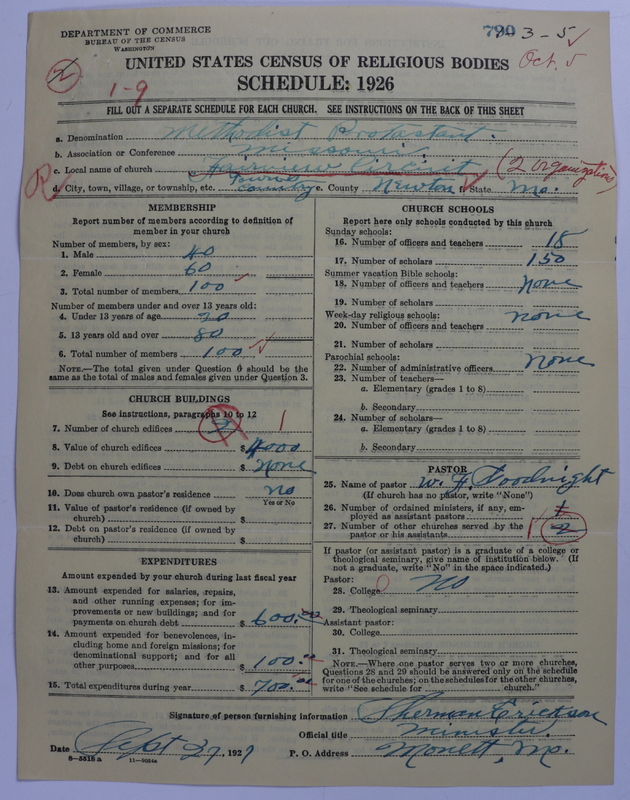 DEPARTMENT OF COMMERCE
BUREAU OF THE CENSUS
WASHINGTON
790 3-5
Oct. 5
2
1-9
UNITED STATES CENSUS OF RELIGIOUS BODIES
SCHEDULE: 1926
FILL OUT A SEPARATE SCHEDULE FOR EACH CHURCH. SEE INSTRUCTIONS ON THE BACK OF THIS SHEET
a. Denomination Methodist Protestant.
b. Association or Conference Missouri
c. Local name of church Fairview Circuit (2 organizations)
d. City, town, village, or township, etc. Country e. County Newton f. State Mo.
MEMBERSHIP
Report number of members according to definition of
member in your church
Number of members, by sex:
1. Male 40
2. Female 60
3. Total number of members 100
Number of members under and over 13 years old:
4. Under 13 years of age 20
5. 13 years old and over 80
6. Total number of members 100
NOTE.—The total given under Question 6 should be the
same as the total of males and females given under Question 3.
CHURCH BUILDINGS
See instructions, paragraphs 10 to 12
7. Number of church edifices 2 1
8. Value of church edifices $ 4000
9. Debt on church edifices $ None
10. Does church own pastor's residence no
Yes or No
11. Value of pastor's residence (if owned by
church) $
12. Debt on pastor's residence (if owned by
church) $
EXPENDITURES
Amount expended by your church during last fiscal year
13. Amount expended for salaries, repairs,
and other running expenses; for im-
provements or new buildings; and for
payments on church debt $ 600.00
14. Amount expended for benevolences, in-
cluding home and foreign missions; for
denominational support; and for all
other purposes $ 100.00
15. Total expenditures during year $ 700.00
CHURCH SCHOOLS
Report here only schools conducted by this church
Sunday schools:
16. Number of officers and teachers 18
17. Number of scholars 150
Summer vacation Bible schools:
18. Number of officers and teachers None
19. Number of scholars
Week-day religious schools:
20. Number of officers and teachers none
21. Number of scholars
Parochial schools:
22. Number of administrative officers None
23. Number of teachers—
a. Elementary (grades 1 to 8)
b. Secondary
24. Number of scholars—
a. Elementary (grades 1 to 8)
b. Secondary
PASTOR
25. Name of pastor W. F. Goodnight
(If church has no pastor, write "None")
26. Number of ordained ministers, if any, em-
ployed as assistant pastors
27. Number of other churches served by the
pastor or his assistants 1 2
If pastor (or assistant pastor) is a graduate of a college or
theological seminary, give name of institution below. (If
not a graduate, write "No" in the space indicated.)
Pastor:
28. College No
29. Theological seminary
Assistant pastor:
30. College
31. Theological seminary
NOTE.—Where one pastor serves two or more churches,
Questions 28 and 29 should be answered only on the schedule
for one of the churches; on the schedules for the other churches,
write "See schedule for church."
Signature of person furnishing information Sherman Erickson
Official title Minister
Date Sept 27, 1927 P. O. Address Monett, Mo.
8—5518 a 11—9024a